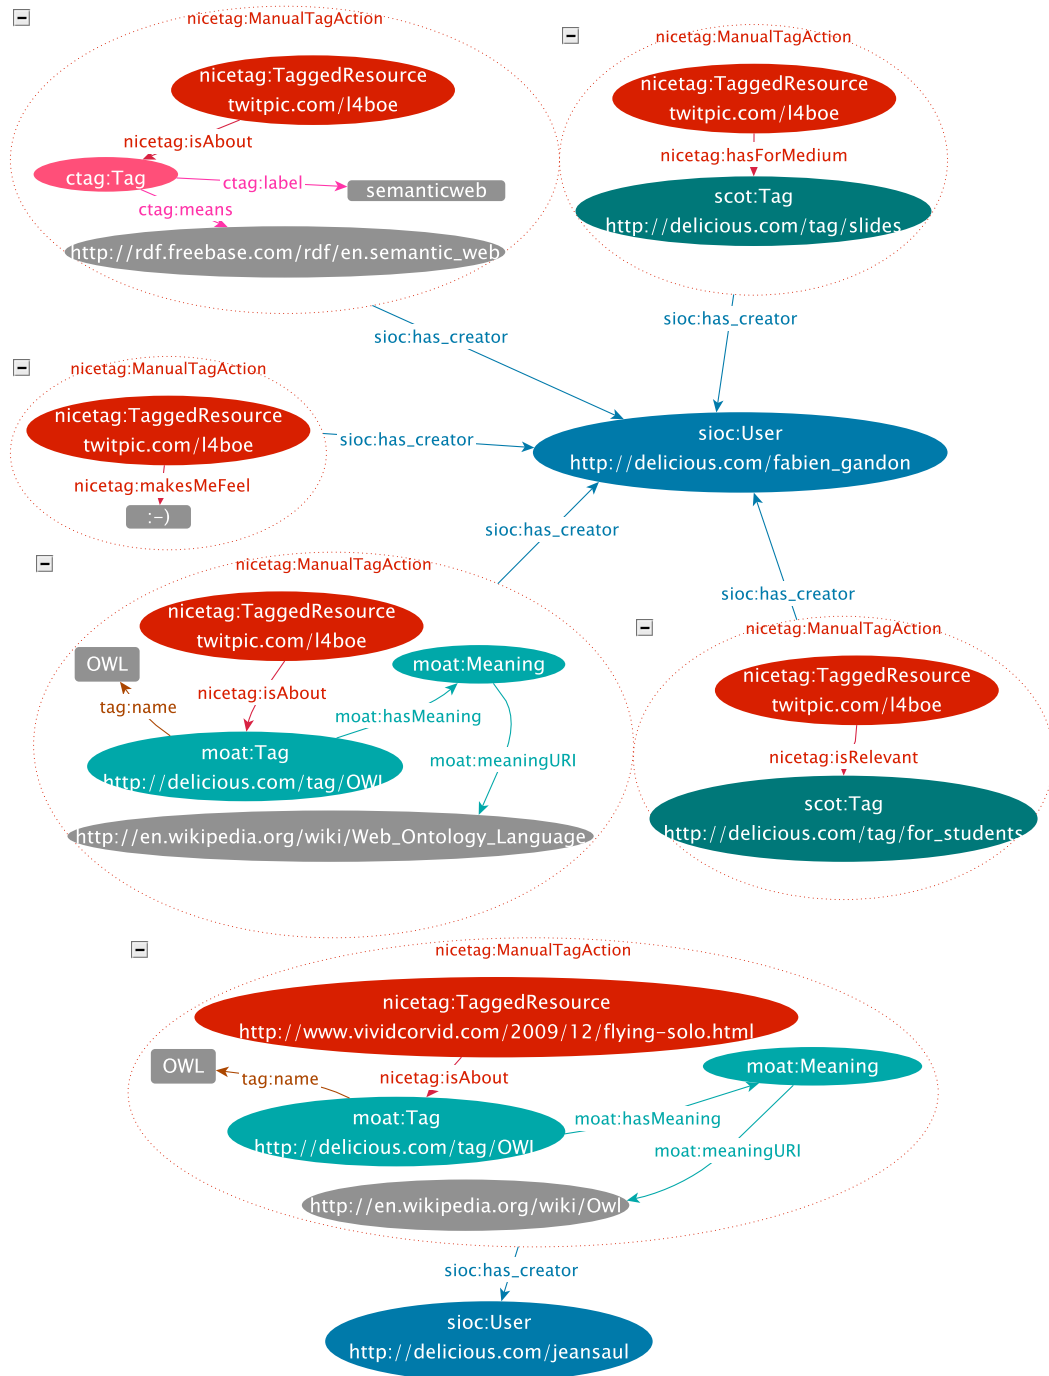 nicetag:ManualTagAction
nicetag:TaggedResource
twitpic.com/l4boe
nicetag:isAbout
ctag:Tag
ctag:label
semanticweb
ctag:means
http://rdf.freebase.com/rdf/en.semantic_web
sioc:has_creator
nicetag:ManualTagAction
nicetag:TaggedResource
twitpic.com/l4boe
nicetag:hasForMedium
scot:Tag
http://delicious.com/tag/slides
sioc:has_creator
nicetag:ManualTagAction
nicetag:TaggedResource
twitpic.com/l4boe
nicetag:makesMeFeel
:-)
sioc:has_creator
sioc:User
http://delicious.com/fabien_gandon
nicetag:ManualTagAction
nicetag:TaggedResource
twitpic.com/l4boe
OWL
moat:Meaning
nicetag:isAbout
tag:name
moat:hasMeaning
moat:Tag
http://delicious.com/tag/OWL
moat:meaningURI
http://en.wikipedia.org/wiki/Web_Ontology_Language
sioc:has_creator
sioc:has_creator
nicetag:ManualTagAction
nicetag:TaggedResource
twitpic.com/l4boe
nicetag:isRelevant
scot:Tag
http://delicious.com/tag/for_students
nicetag:ManualTagAction
nicetag:TaggedResource
http://www.vividcorvid.com/2009/12/flying-solo.html
OWL
moat:Meaning
tag:name
nicetag:isAbout
moat:Tag
http://delicious.com/tag/OWL
moat:hasMeaning
moat:meaningURI
http://en.wikipedia.org/wiki/Owl
sioc:has_creator
sioc:User
http://delicious.com/jeansaul